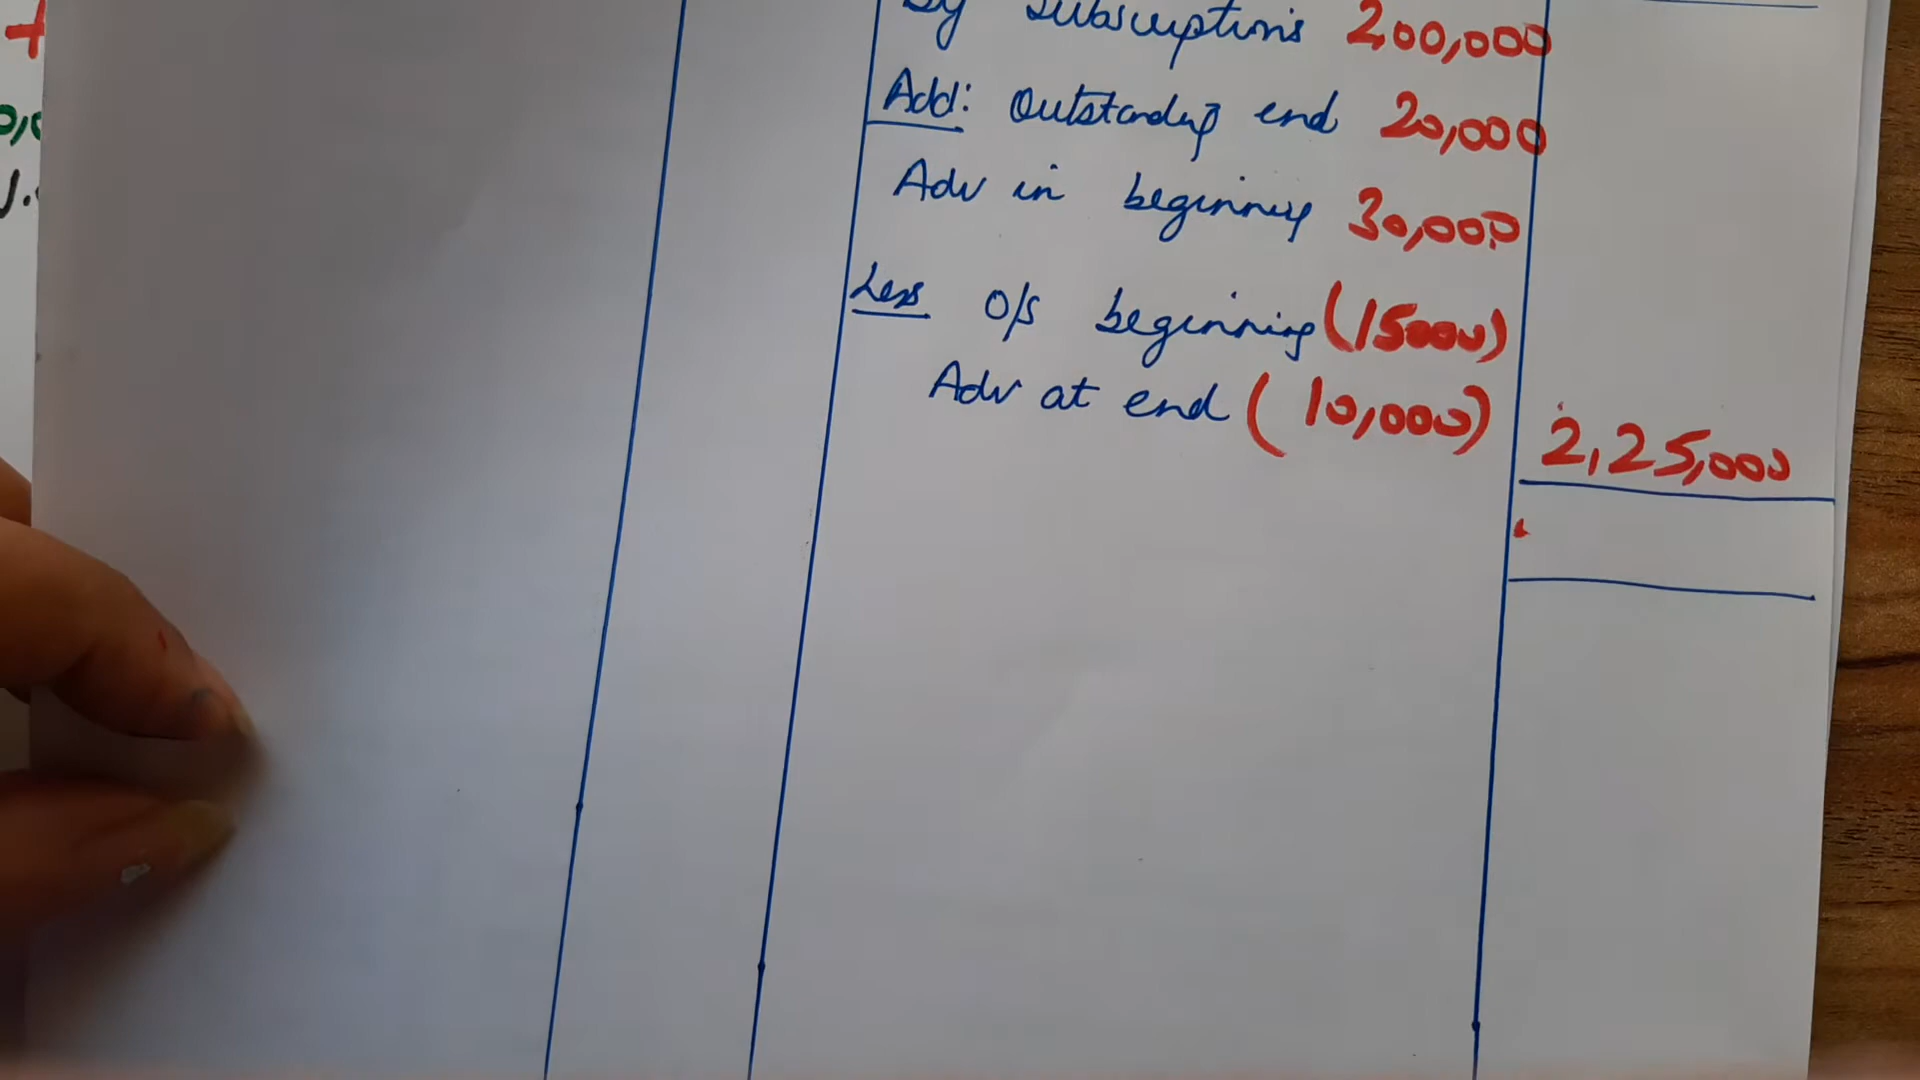 By Subscriptions 200,000
Add: Outstanding end 20,000
Adv in beginning 30,000
Less O/s beginning (15000)
Adv at end (10,000) 2,25,000